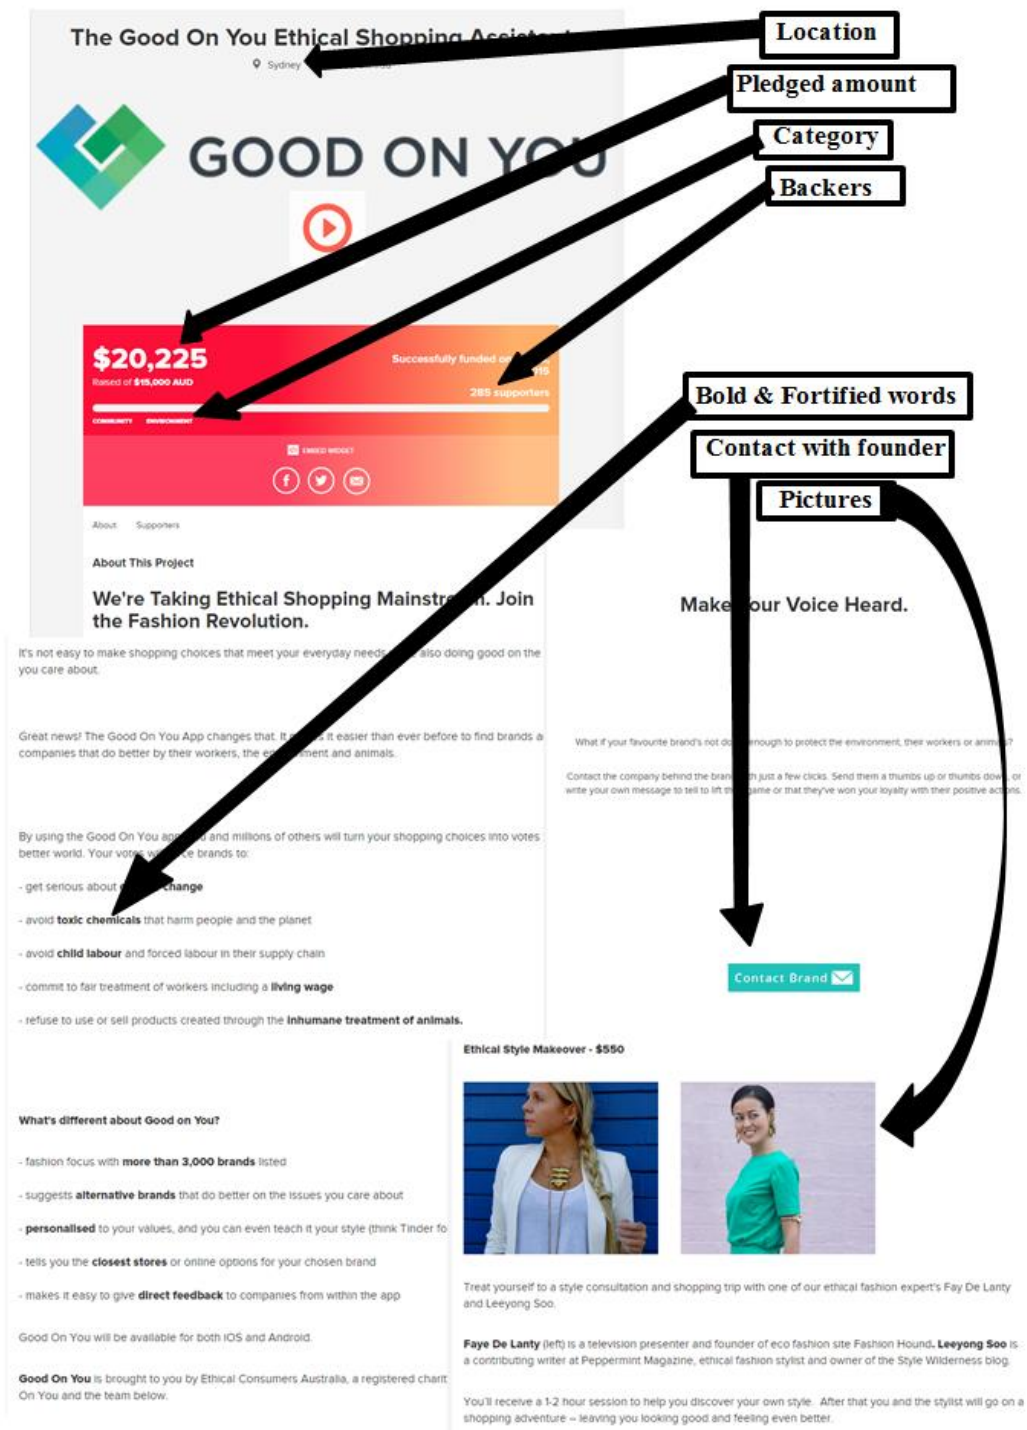 The Good On You Ethical Shopping
Location
Sydney
Pledged amount
Category
Backers
GOOD ON YOU
$20,225
Raised of $15,000 AUD
Successfully funded on
285 supporters
COMMUNITY ENVIRONMENT
EMBED WIDGET
Bold & Fortified words
Contact with founder
Pictures
About Supporters
About This Project
We're Taking Ethical Shopping Join
the Fashion Revolution.
It's not easy to make shopping choices that meet your everyday needs also doing good on the
you care about.
Great news! The Good On You App changes that. It it easier than ever before to find brands a
companies that do better by their workers, the and animals.
By using the Good On You and millions of others will turn your shopping choices into votes
better world. Your votes brands to:
- get serious about change
- avoid toxic chemicals that harm people and the planet
- avoid child labour and forced labour in their supply chain
- commit to fair treatment of workers including a living wage
- refuse to use or sell products created through the inhumane treatment of animals.
What's different about Good on You?
- fashion focus with more than 3,000 brands listed
- suggests alternative brands that do better on the issues you care about
- personalised to your values, and you can even teach it your style (think Tinder fo
- tells you the closest stores or online options for your chosen brand
- makes it easy to give direct feedback to companies from within the app
Good On You will be available for both iOS and Android.
Good On You is brought to you by Ethical Consumers Australia, a registered charit
On You and the team below.
Make Your Voice Heard.
What if your favourite brand's not enough to protect the environment, their workers or
Contact the company behind the with just a few clicks. Send them a thumbs up or thumbs or
write your own message to tell to lift game or that they've won your loyalty with their positive actions.
Contact Brand
Ethical Style Makeover - $550
Treat yourself to a style consultation and shopping trip with one of our ethical fashion expert's Fay De Lanty
and Leeyong Soo.
Faye De Lanty (left) is a television presenter and founder of eco fashion site Fashion Hound. Leeyong Soo is
a contributing writer at Peppermint Magazine, ethical fashion stylist and owner of the Style Wilderness blog.
You'll receive a 1-2 hour session to help you discover your own style. After that you and the stylist will go on a
shopping adventure – leaving you looking good and feeling even better.